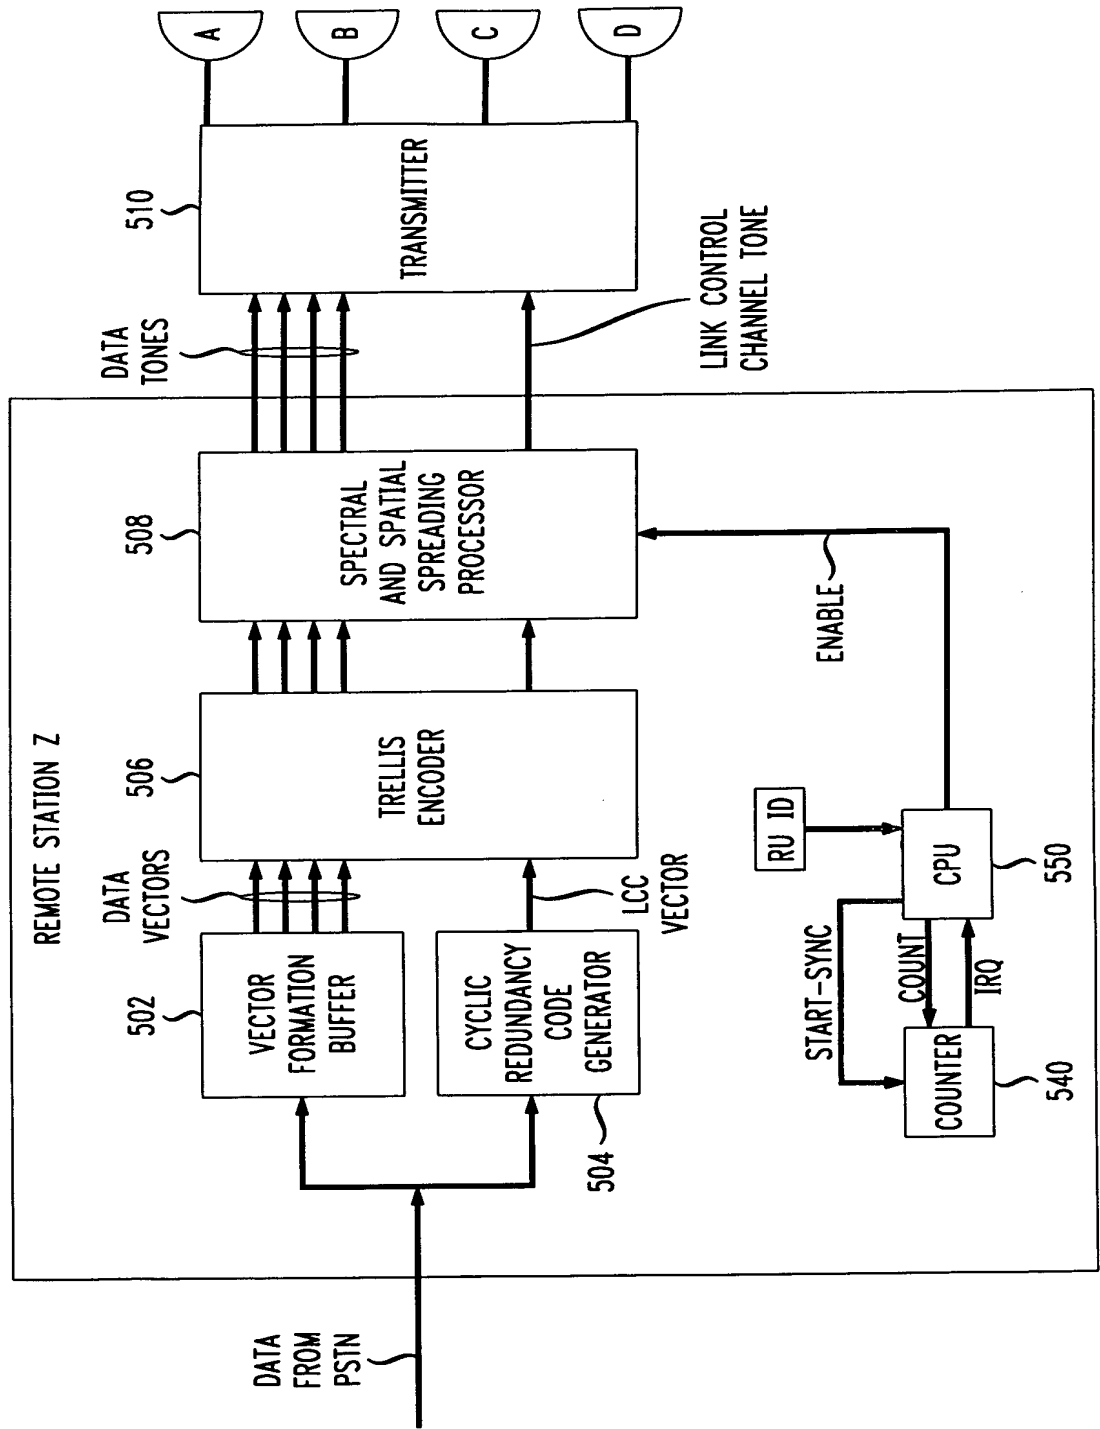 REMOTE STATION Z
DATA
FROM
PSTN
502
VECTOR
FORMATION
BUFFER
DATA
VECTORS
504
CYCLIC
REDUNDANCY
CODE
GENERATOR
LCC
VECTOR
506
TRELLIS
ENCODER
508
SPECTRAL
AND SPATIAL
SPREADING
PROCESSOR
DATA
TONES
510
TRANSMITTER
LINK CONTROL
CHANNEL TONE
A
B
C
D
START-SYNC
COUNT
IRQ
COUNTER
540
RU ID
CPU
550
ENABLE